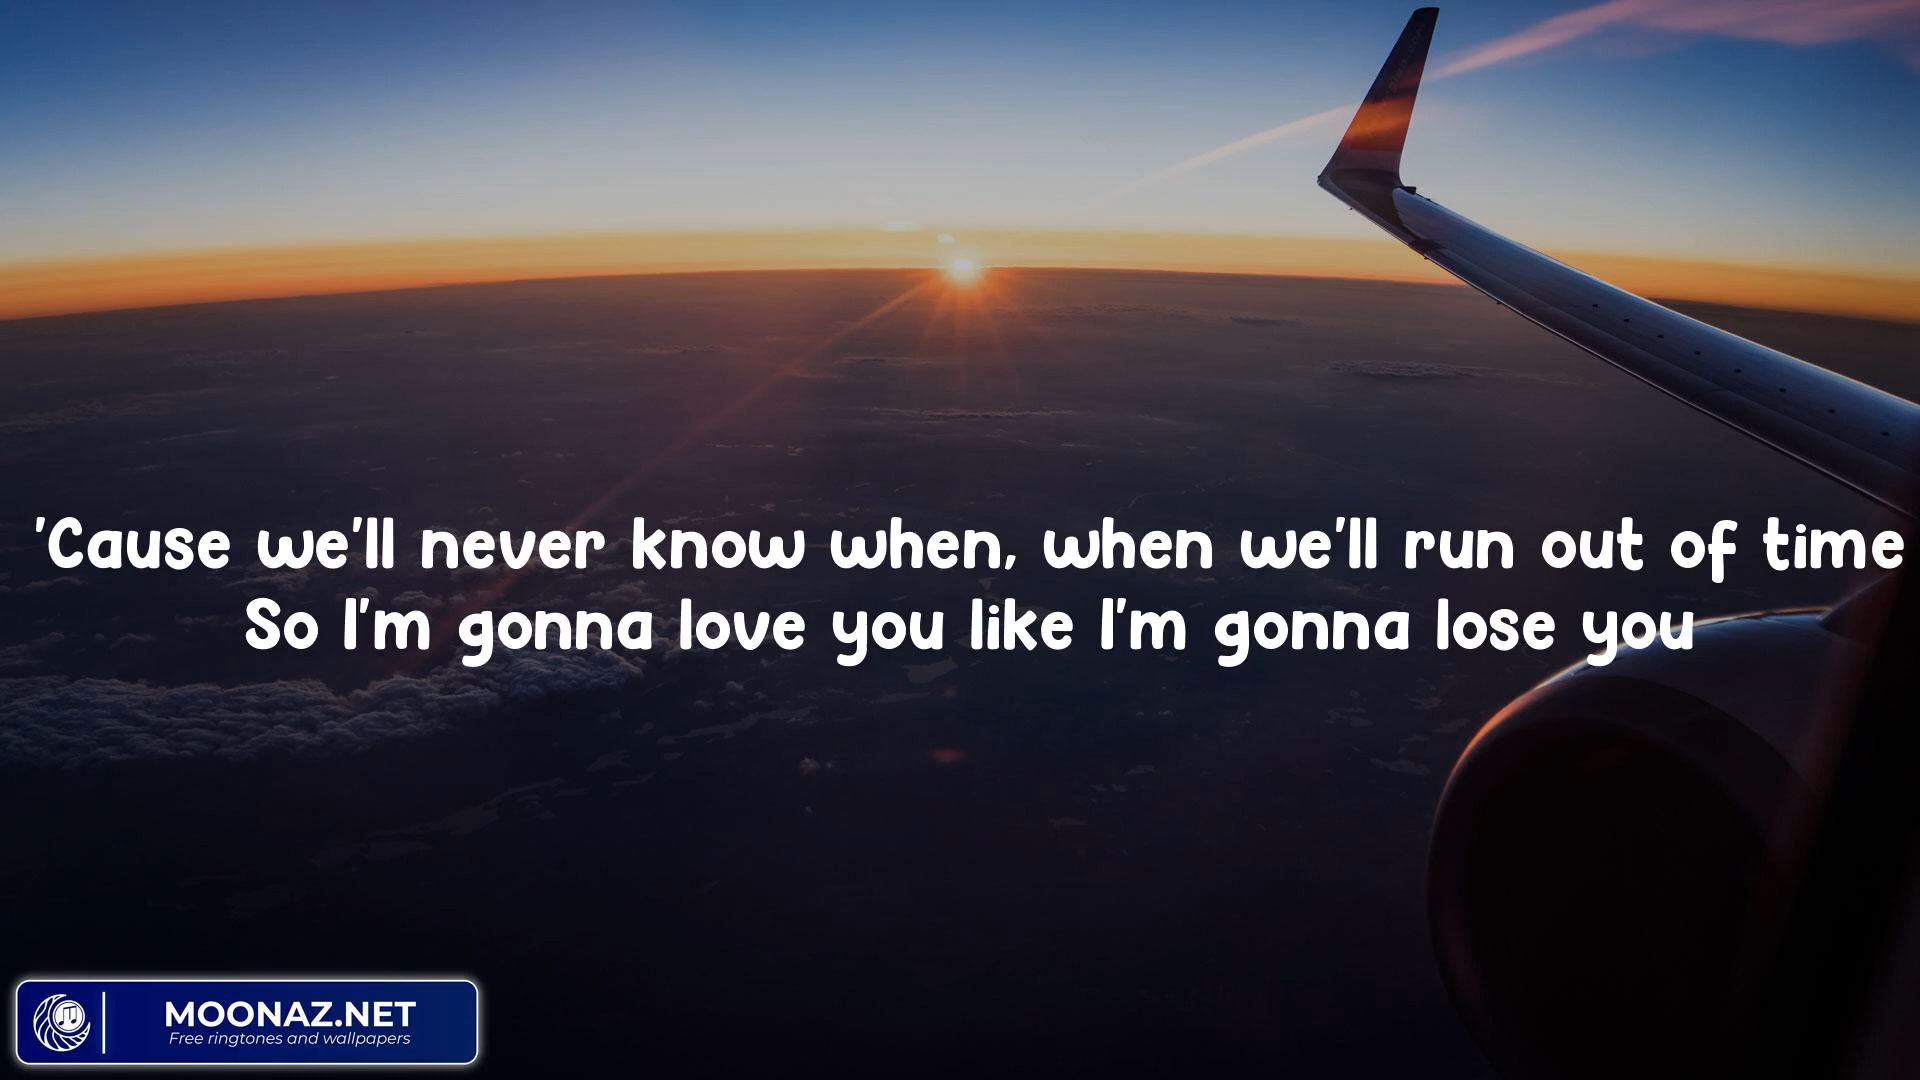 'Cause we'll never know when, when we'll run out of time
So I'm gonna love you like I'm gonna lose you
MOONAZ.NET
Free ringtones and wallpapers